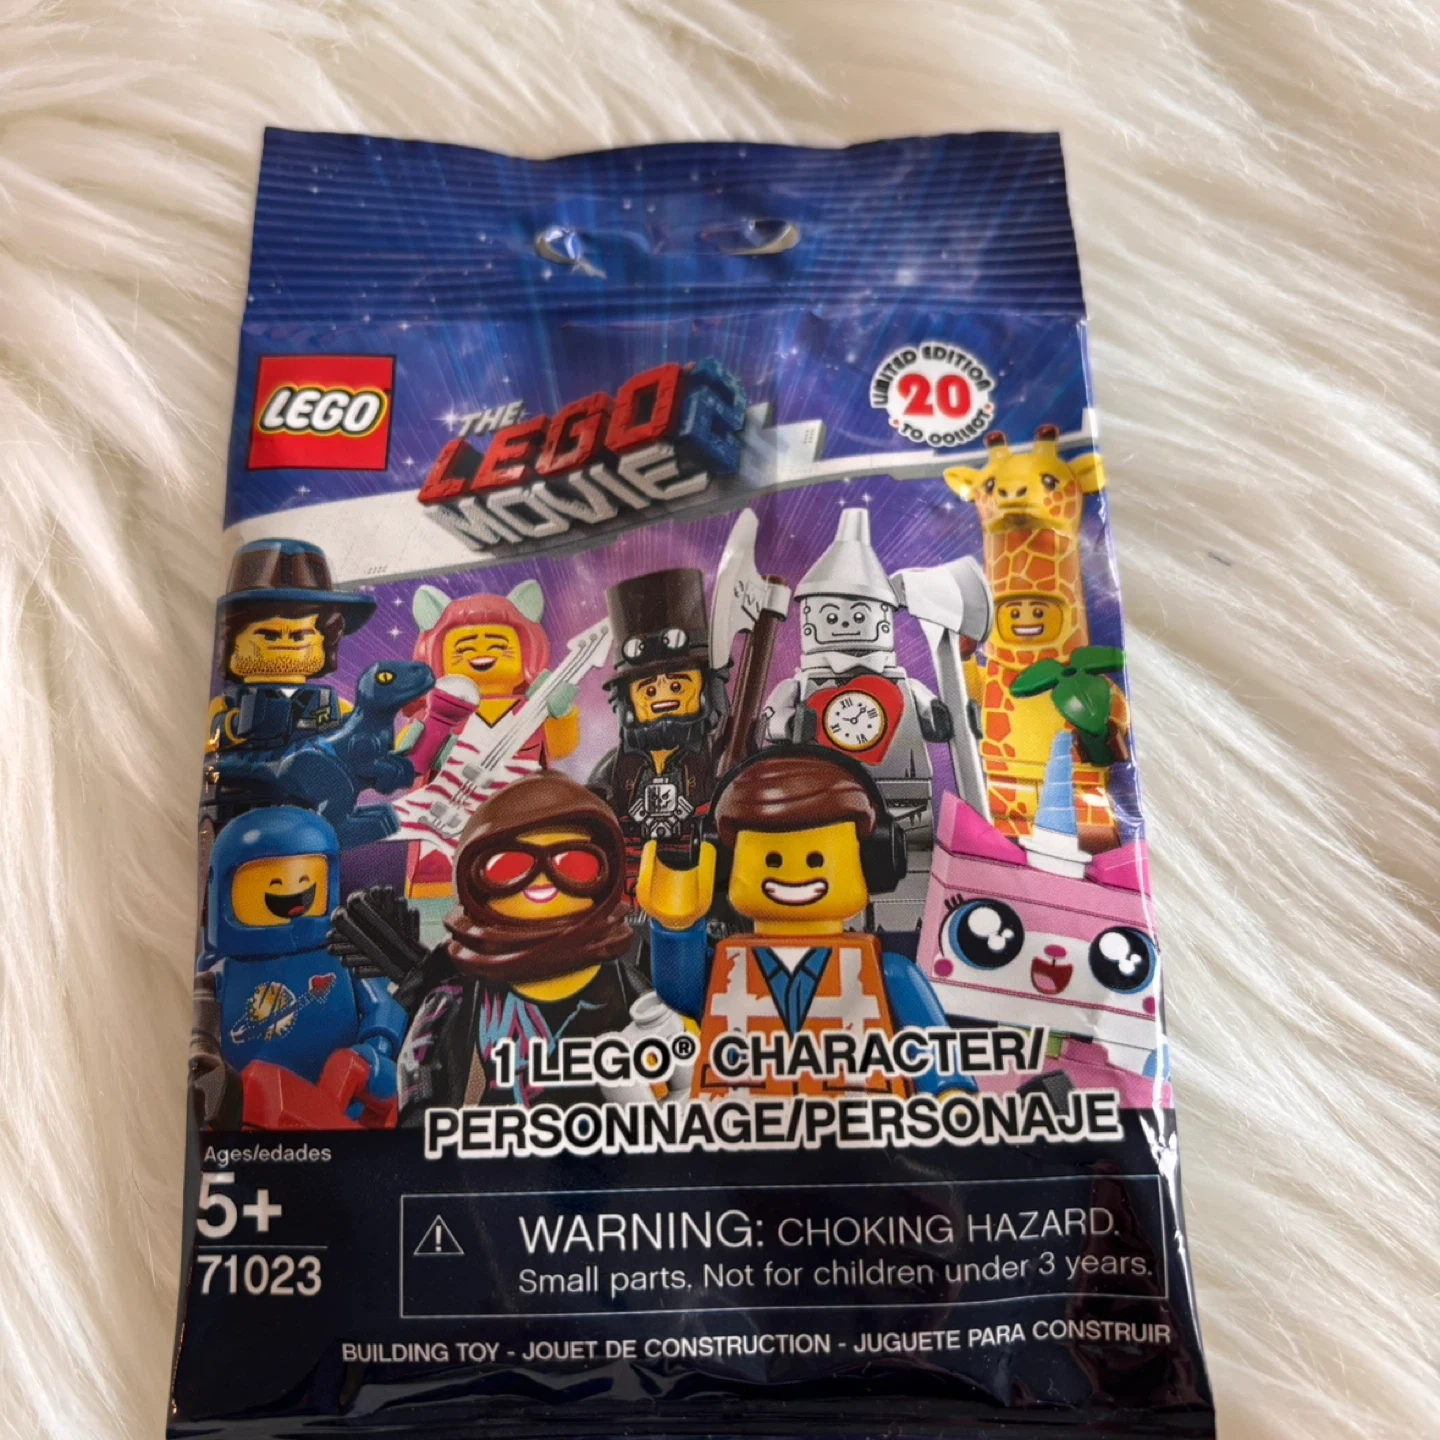 LEGO
THE
LEGO
MOVIE 2
LIMITED EDITION
20
TO COLLECT
1 LEGO® CHARACTER/
PERSONNAGE/PERSONAJE
Ages/edades
5+
71023
WARNING: CHOKING HAZARD.
Small parts. Not for children under 3 years.
BUILDING TOY - JOUET DE CONSTRUCTION - JUGUETE PARA CONSTRUIR